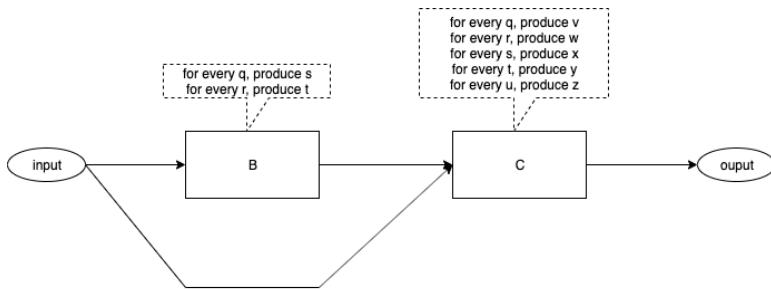 for every q, produce v
for every r, produce w
for every s, produce x
for every t, produce y
for every u, produce z
for every q, produce s
for every r, produce t
input
B
C
ouput